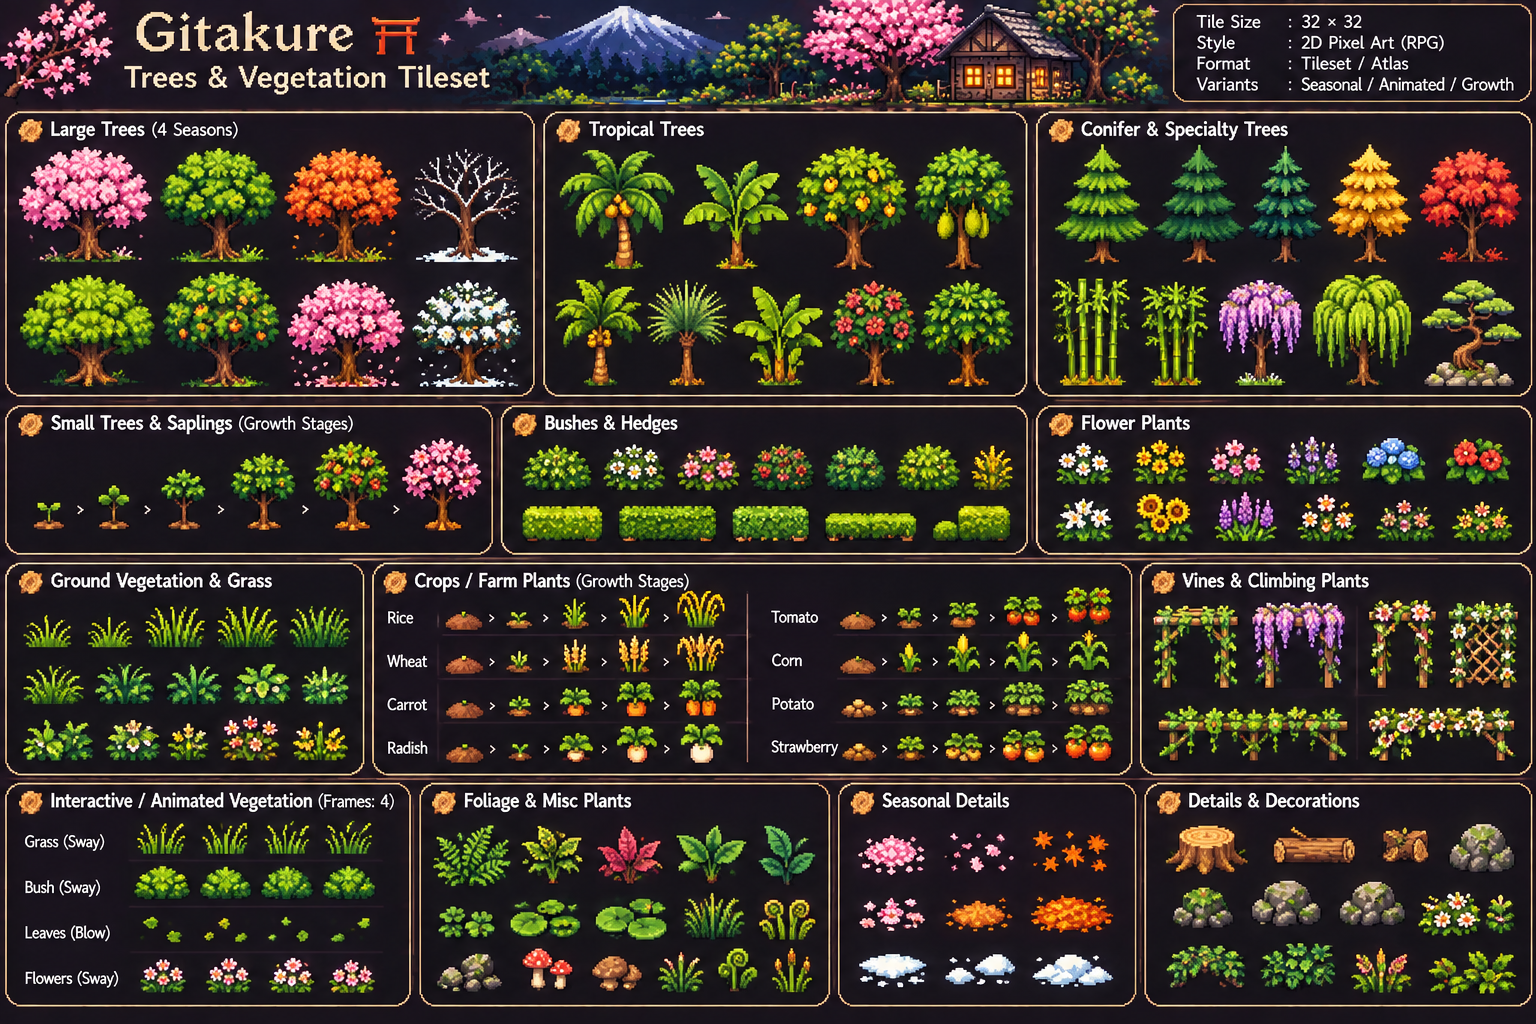 Gitakure
Trees & Vegetation Tileset
Tile Size : 32 × 32
Style : 2D Pixel Art (RPG)
Format : Tileset / Atlas
Variants : Seasonal / Animated / Growth
Large Trees (4 Seasons)
Tropical Trees
Conifer & Specialty Trees
Small Trees & Saplings (Growth Stages)
> > > > >
Bushes & Hedges
Flower Plants
Ground Vegetation & Grass
Crops / Farm Plants (Growth Stages)
Rice > > > >
Wheat > > > >
Carrot > > > >
Radish > > > >
Tomato > > > >
Corn > > > >
Potato > > > >
Strawberry > > > >
Vines & Climbing Plants
Interactive / Animated Vegetation (Frames: 4)
Grass (Sway)
Bush (Sway)
Leaves (Blow)
Flowers (Sway)
Foliage & Misc Plants
Seasonal Details
Details & Decorations